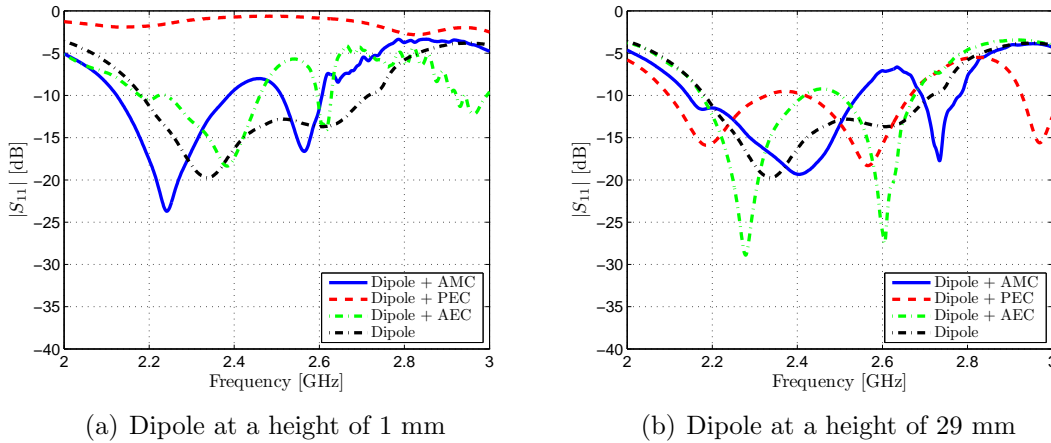 0
−5
−10
−15
−20
−25
−30
−35
−40
|S11| [dB]
2
2.2
2.4
2.6
2.8
3
Frequency [GHz]
Dipole + AMC
Dipole + PEC
Dipole + AEC
Dipole
(a) Dipole at a height of 1 mm
0
−5
−10
−15
−20
−25
−30
−35
−40
|S11| [dB]
2
2.2
2.4
2.6
2.8
3
Frequency [GHz]
Dipole + AMC
Dipole + PEC
Dipole + AEC
Dipole
(b) Dipole at a height of 29 mm